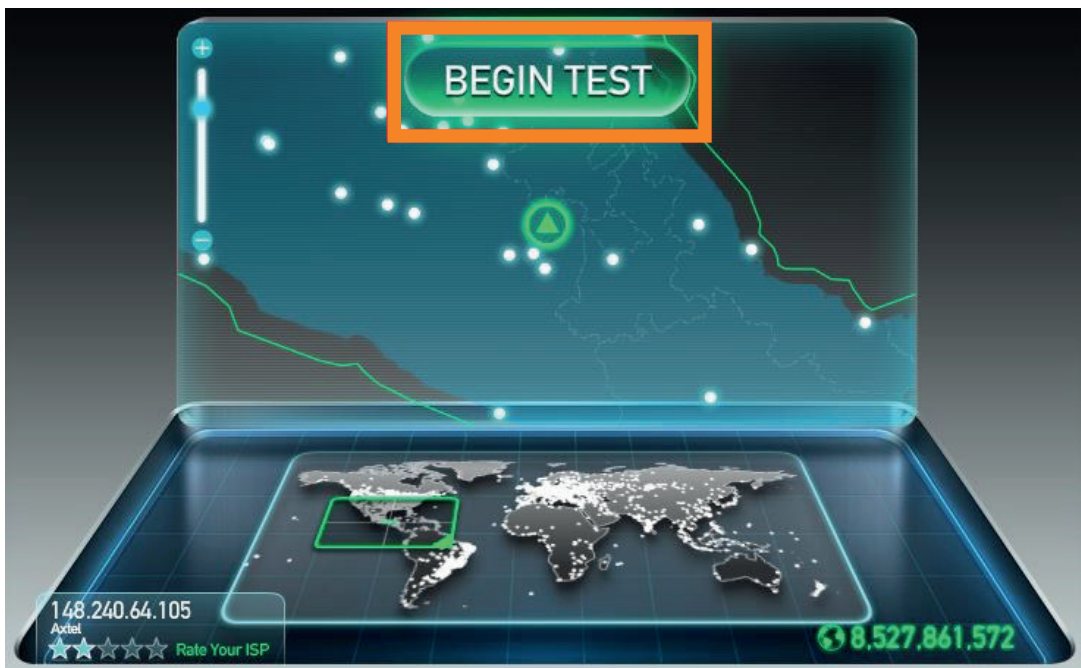 BEGIN TEST
148.240.64.105
Axtel
Rate Your ISP
8,527,861,572